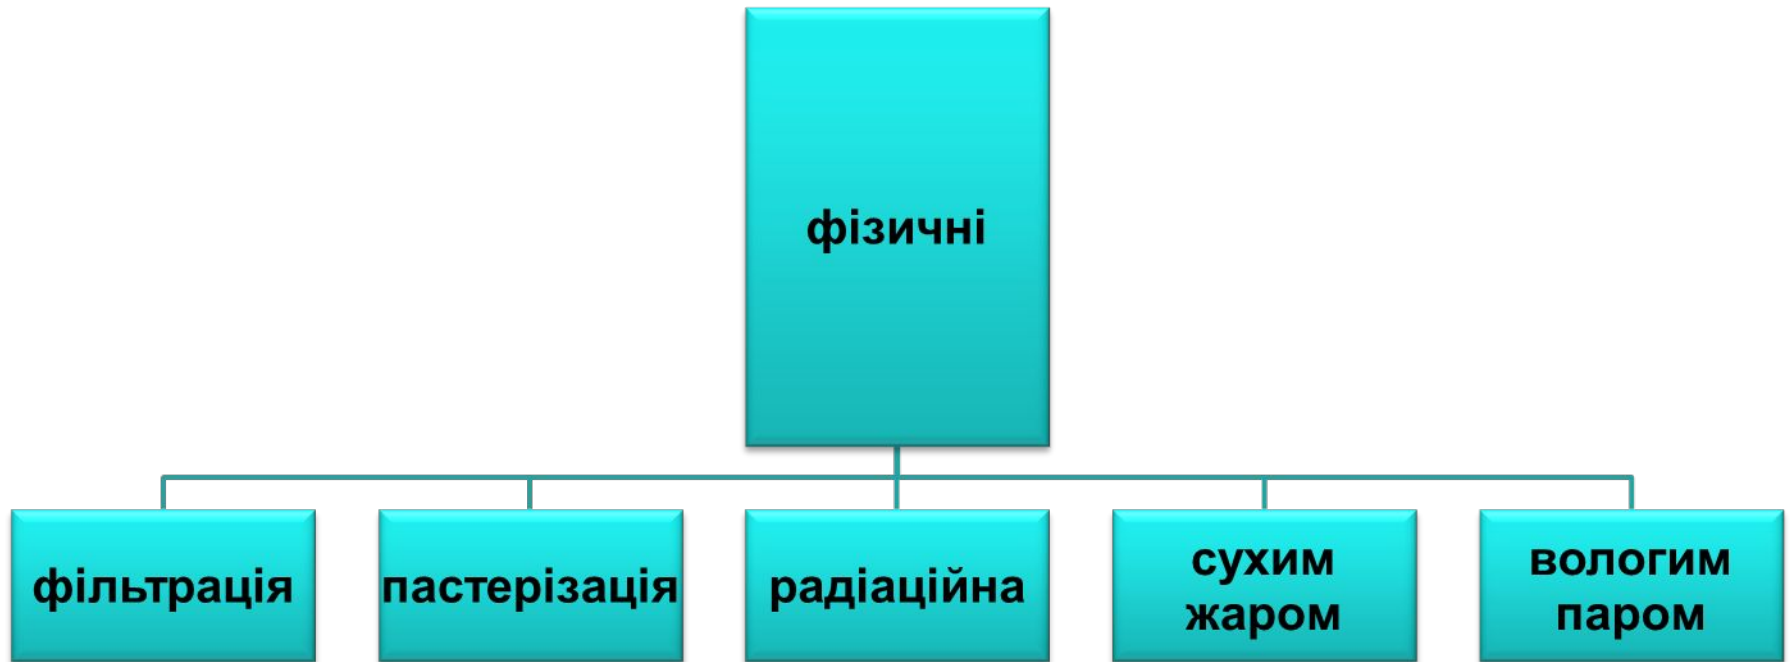 фізичні
фільтрація
пастерізація
радіаційна
сухим
жаром
вологим
паром